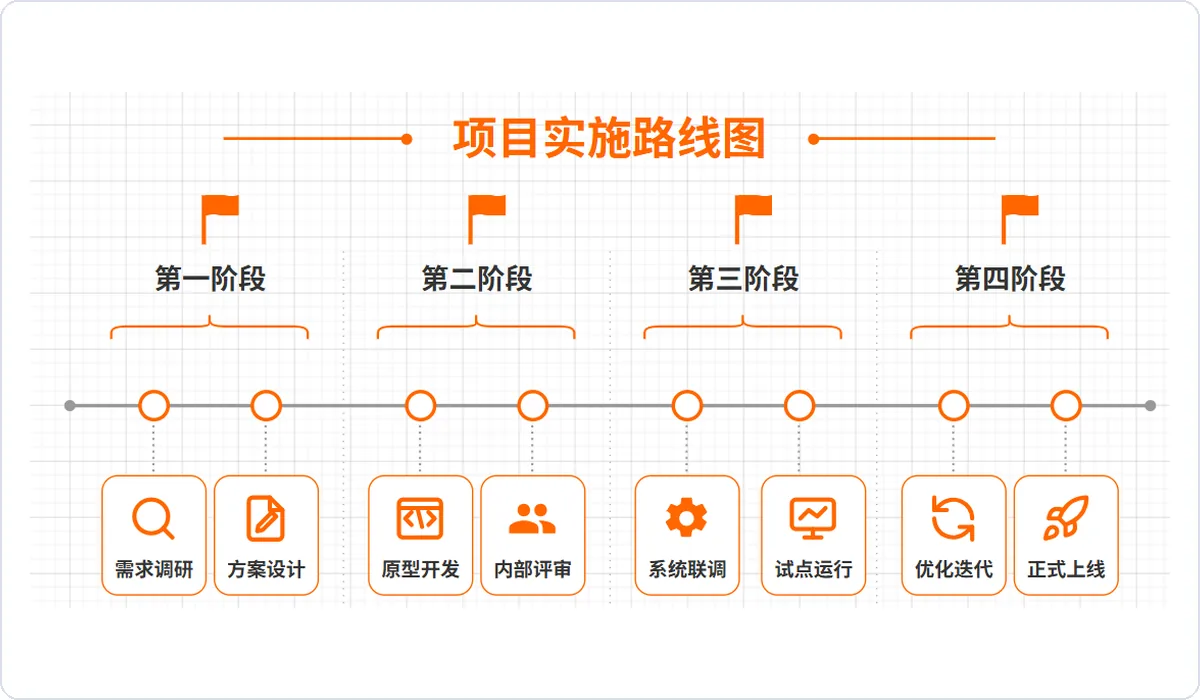 项目实施路线图
第一阶段
第二阶段
第三阶段
第四阶段
需求调研
方案设计
原型开发
内部评审
系统联调
试点运行
优化迭代
正式上线